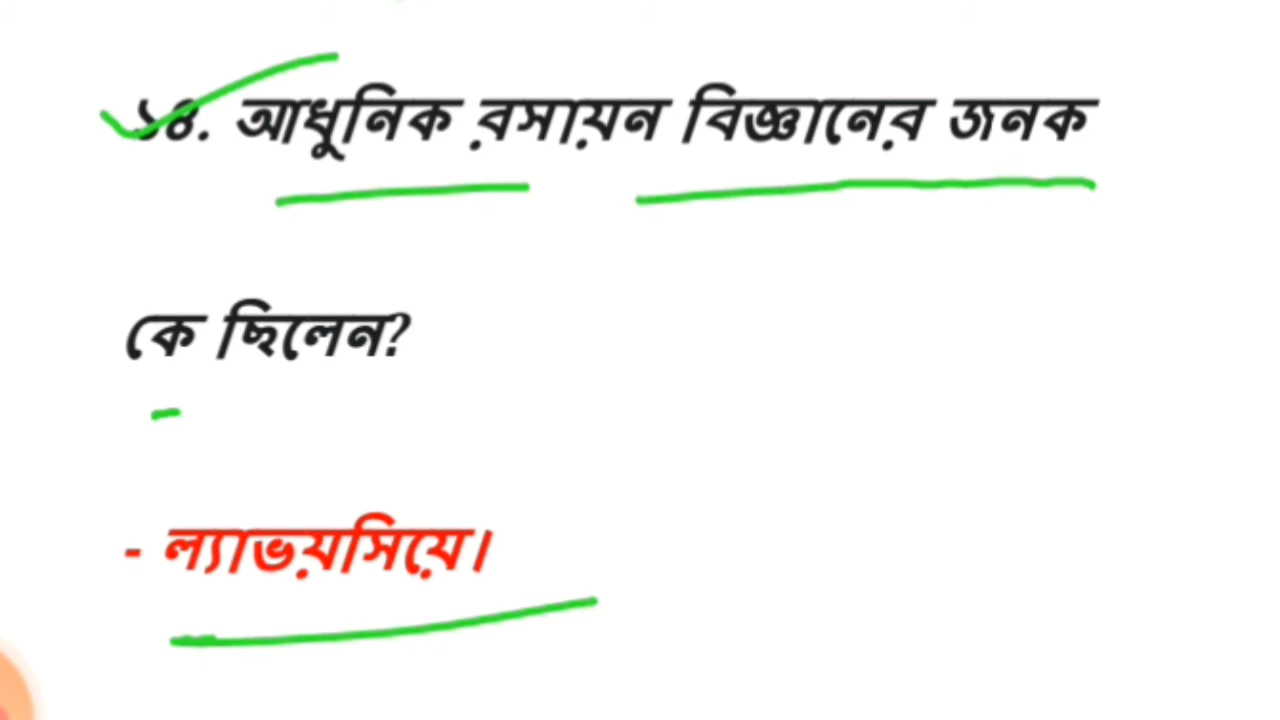 ১৪. আধুনিক রসায়ন বিজ্ঞানের জনক
কে ছিলেন?
- ল্যাভয়সিয়ে।